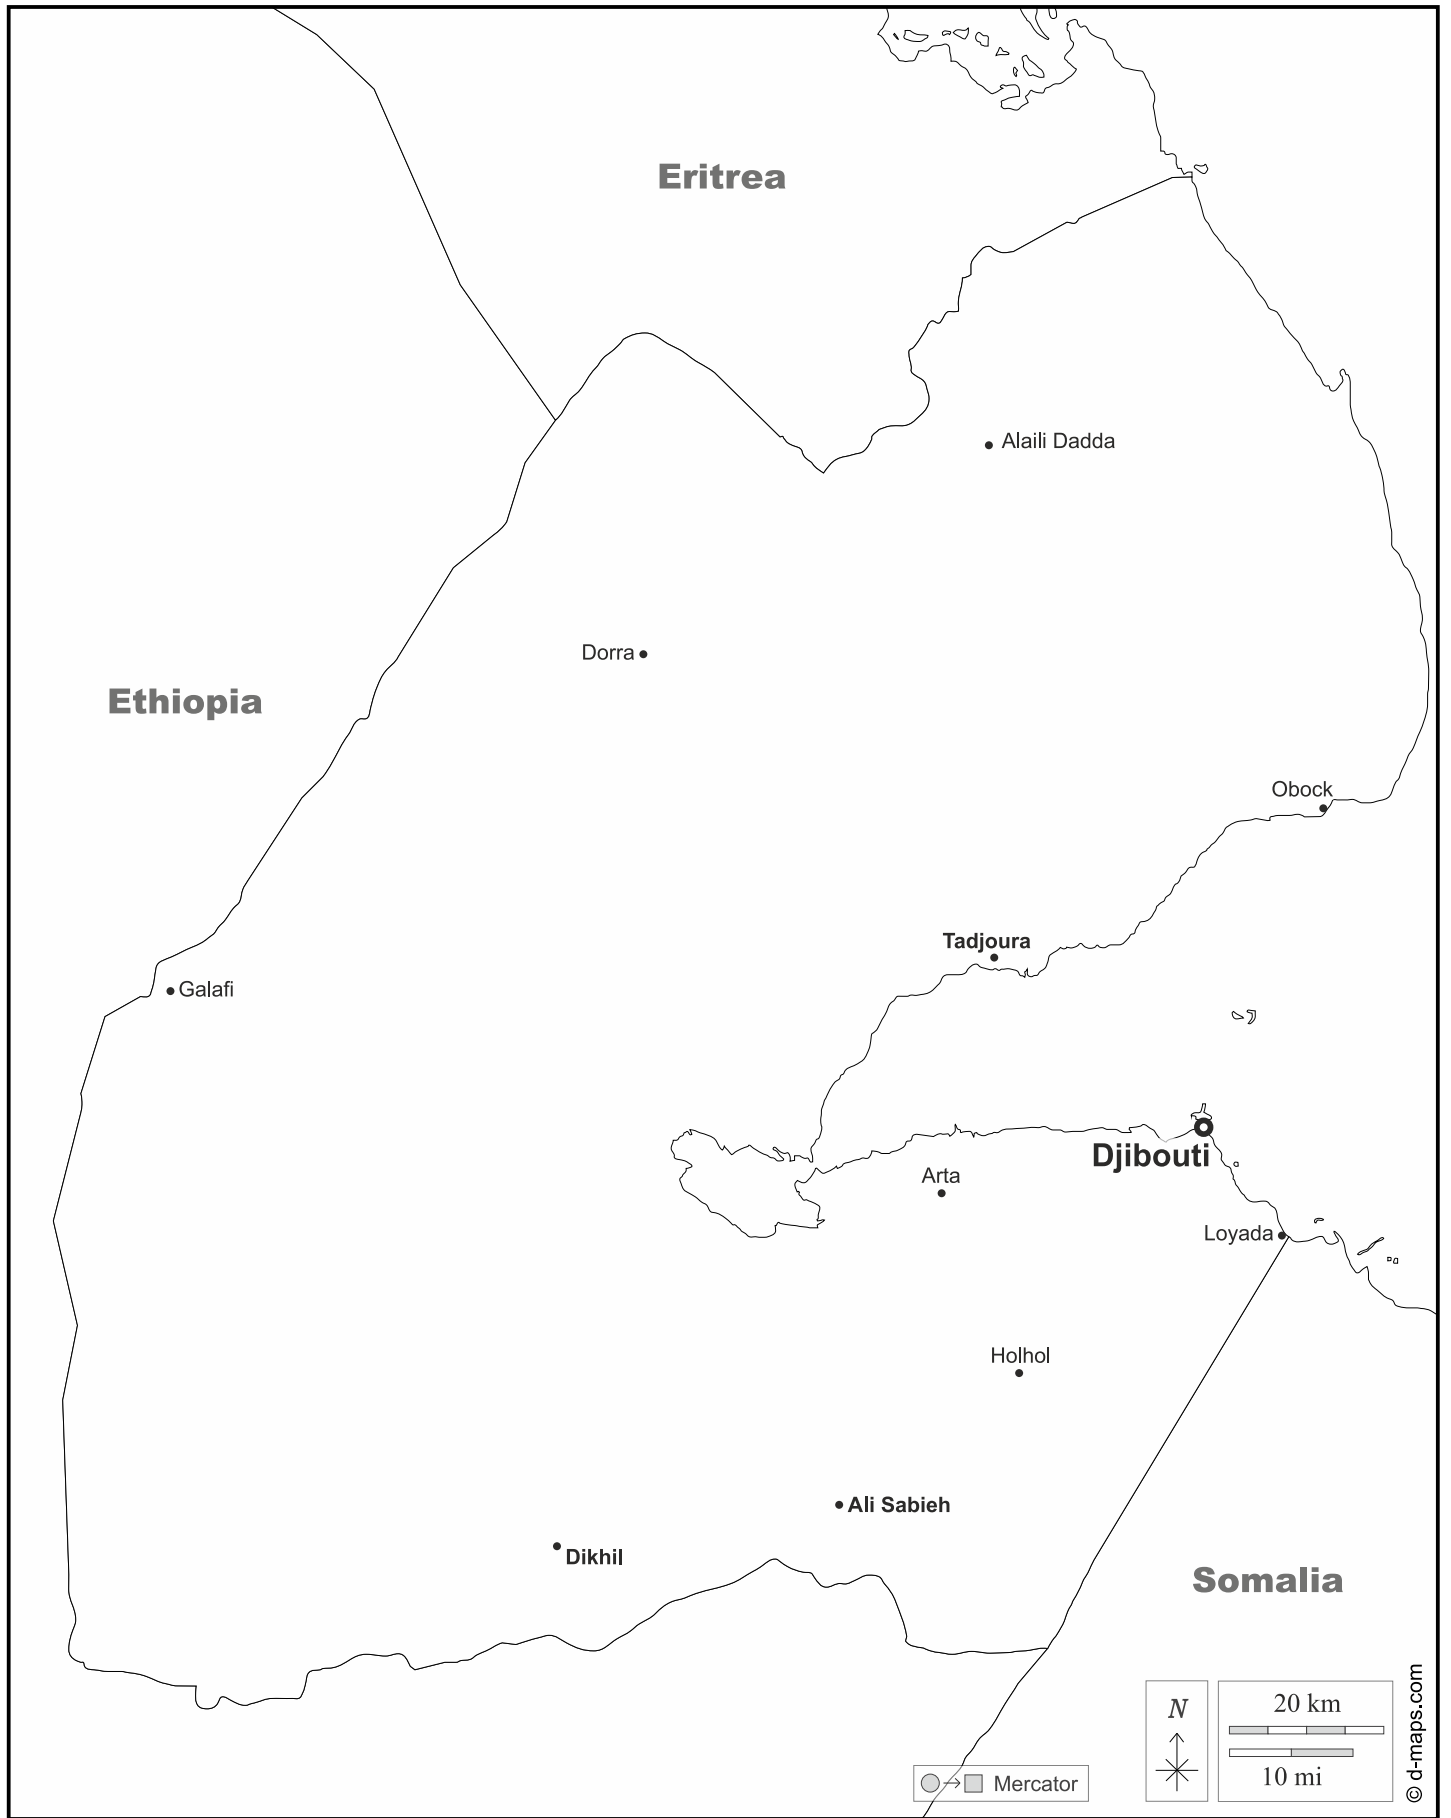 Eritrea
Alaili Dadda
Dorra
Ethiopia
Obock
Tadjoura
Galafi
Djibouti
Arta
Loyada
Holhol
Ali Sabieh
Dikhil
Somalia
N
20 km
10 mi
Mercator
© d-maps.com